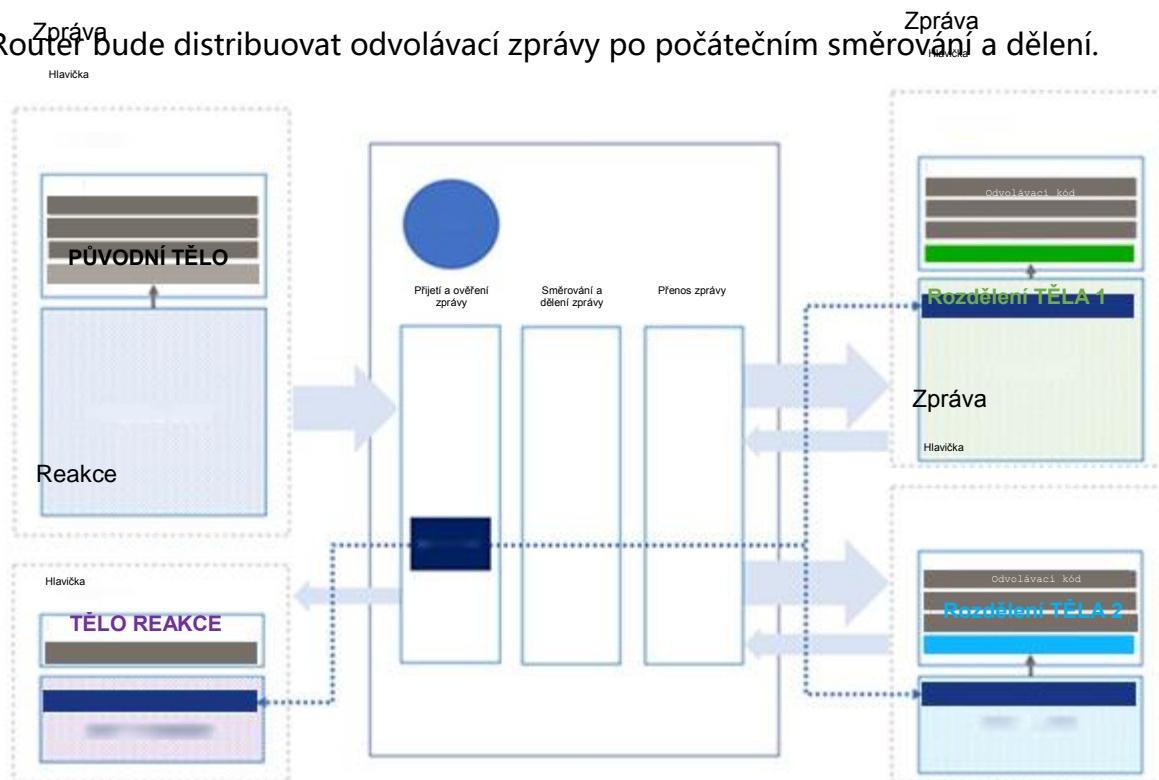 Zpráva
Zpráva
Router bude distribuovat odvolávací zprávy po počátečním směrování a dělení.
Hlavička
Hlavička
Odvolávací kód
PŮVODNÍ TĚLO
Přijetí a ověření
zprávy
Směrování a
dělení zprávy
Přenos zprávy
Rozdělení TĚLA 1
Zpráva
Hlavička
Reakce
Hlavička
Odvolávací kód
TĚLO REAKCE
Rozdělení TĚLA 2